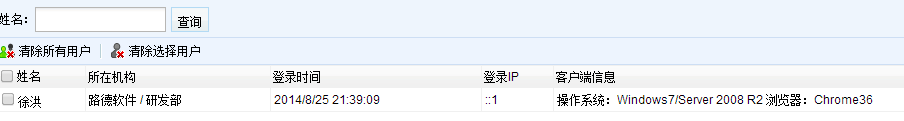 姓名： 查询
清除所有用户 清除选择用户
姓名 所在机构 登录时间 登录IP 客户端信息
徐洪 路德软件 / 研发部 2014/8/25 21:39:09 ::1 操作系统：Windows7/Server 2008 R2 浏览器：Chrome36